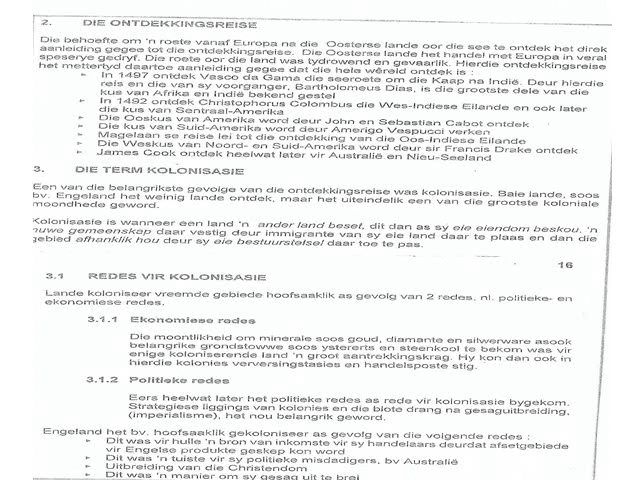 2. DIE ONTDEKKINGSREISE
Die behoefte om 'n roete vanaf Europa na die Oosterse lande oor die see te ontdek het direk
aanleiding gegee tot die ontdekkingsreise. Die Oosterse lande het handel met Europa in veral
speserye gedryf. Die roete oor die land was tydrowend en gevaarlik. Hierdie ontdekkingsreise
het mettertyd daartoe aanleiding gegee dat die hele wêreld ontdek is :
► In 1497 ontdek Vasco da Gama die seeroete om die Kaap na Indië. Deur hierdie
reis en die van sy voorganger, Bartholomeus Dias, is die grootste dele van die
kus van Afrika en Indië bekend gestel
► In 1492 ontdek Christophorus Colombus die Wes-Indiese Eilande en ook later
die kus van Sentraal-Amerika
► Die Ooskus van Amerika word deur John en Sebastian Cabot ontdek
► Die kus van Suid-Amerika word deur Amerigo Vespucci verken
► Magelaan se reise lei tot die ontdekking van die Oos-Indiese Eilande
► Die Weskus van Noord- en Suid-Amerika word deur sir Francis Drake ontdek
► James Cook ontdek heelwat later vir Australië en Nieu-Seeland
3. DIE TERM KOLONISASIE
Een van die belangrikste gevolge van die ontdekkingsreise was kolonisasie. Baie lande, soos
bv. Engeland het weinig lande ontdek, maar het uiteindelik een van die grootste koloniale
moondhede geword.
Kolonisasie is wanneer een land 'n ander land beset, dit dan as sy eie eiendom beskou, 'n
nuwe gemeenskap daar vestig deur immigrante van sy eie land daar te plaas en dan die
gebied afhanklik hou deur sy eie bestuurstelsel daar toe te pas.
16
3.1 REDES VIR KOLONISASIE
Lande koloniseer vreemde gebiede hoofsaaklik as gevolg van 2 redes, nl. politieke- en
ekonomiese redes.
3.1.1 Ekonomiese redes
Die moontlikheid om minerale soos goud, diamante en silwerware asook
belangrike grondstowwe soos ystererts en steenkool te bekom was vir
enige koloniserende land 'n groot aantrekkingskrag. Hy kon dan ook in
hierdie kolonies verversingstasies en handelsposte stig.
3.1.2 Politieke redes
Eers heelwat later het politieke redes as rede vir kolonisasie bygekom.
Strategiese liggings van kolonies en die blote drang na gesaguitbreiding,
(imperialisme), het nou belangrik geword.
Engeland het bv. hoofsaaklik gekoloniseer as gevolg van die volgende redes :
► Dit was vir hulle 'n bron van inkomste vir sy handelaars deurdat afsetgebiede
vir Engelse produkte geskep kon word
► Dit was 'n tuiste vir sy politieke misdadigers, bv Australië
► Uitbreiding van die Christendom
► Dit was 'n manier om sy gesag uit te brei